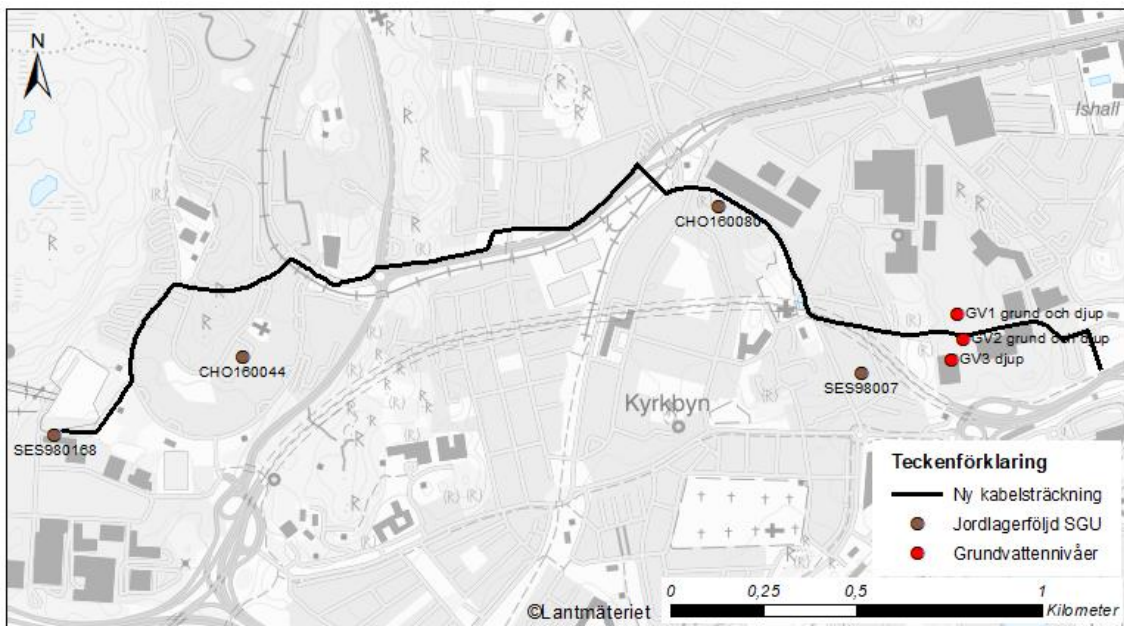 N
Ishall
CHO160080
GV1 grund och djup
GV2 grund och djup
GV3 djup
CHO160044
SES98007
Kyrkbyn
SES980168
Teckenförklaring
Ny kabelsträckning
Jordlagerföljd SGU
Grundvattennivåer
0 0,25 0,5 1
©Lantmäteriet Kilometer